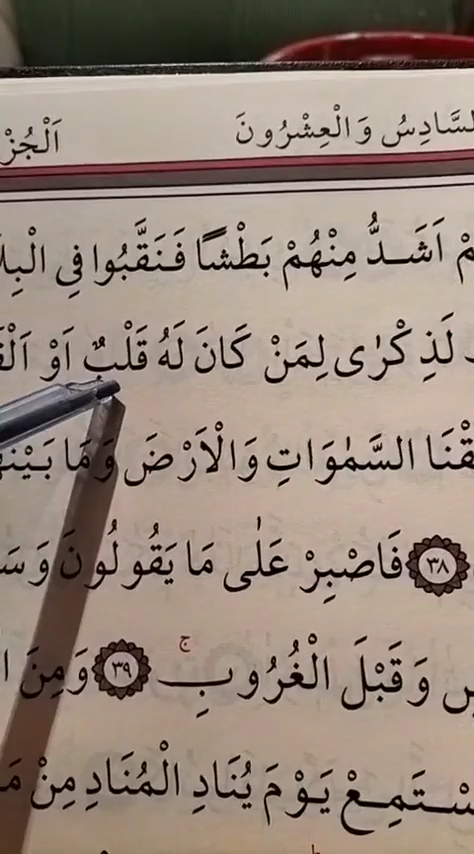 اَلْجُزْ السَّادِسُ وَالْعِشْرُونَ
اَشَدُّ مِنْهُمْ بَطْشًا فَنَقَّبُوا فِي الْبِلَا
لَذِكْرٰى لِمَنْ كَانَ لَهُ قَلْبٌ اَوْ اَلْقَ
قْنَا السَّمٰوَاتِ وَالْاَرْضَ وَمَا بَيْنَه
﴿٣٨﴾ فَاصْبِرْ عَلٰى مَا يَقُولُونَ وَسَ
وَقَبْلَ الْغُرُوبِۚ ﴿٣٩﴾ وَمِنَ
سْتَمِعْ يَوْمَ يُنَادِ الْمُنَادِ مِنْ مَ